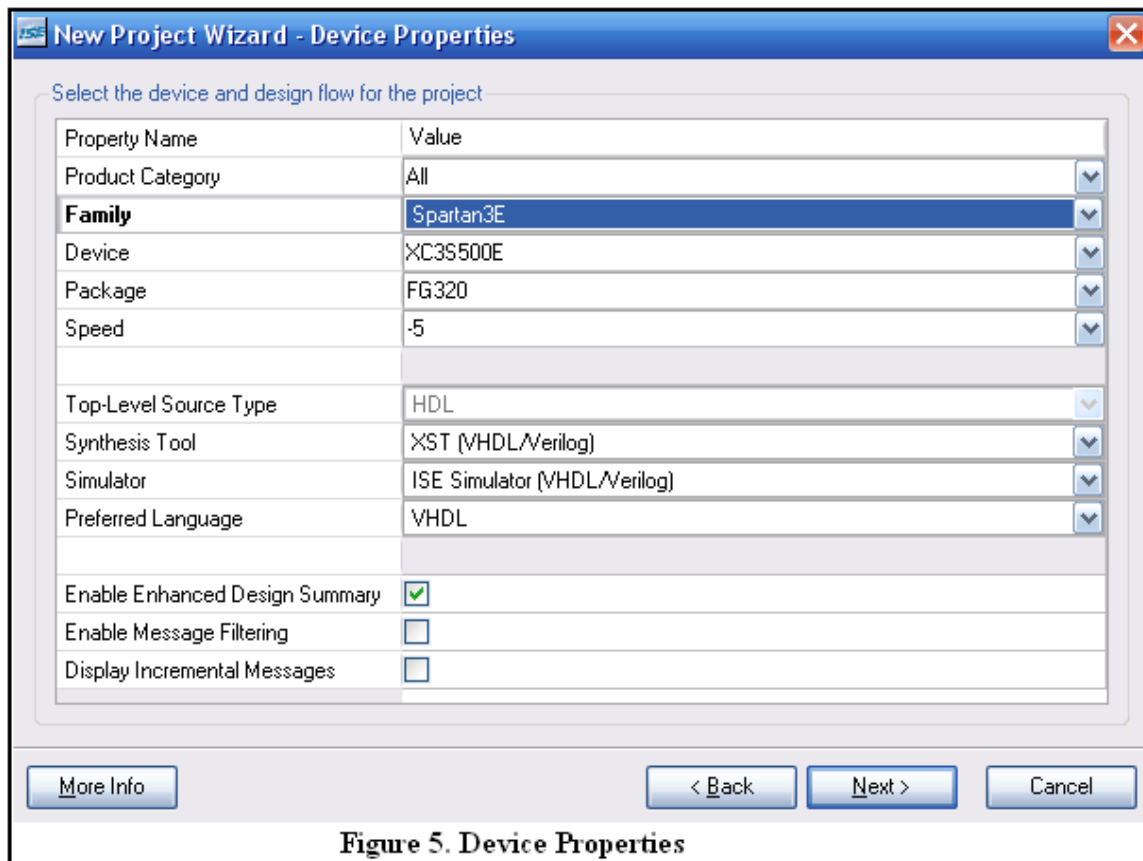 ISE New Project Wizard - Device Properties
Select the device and design flow for the project
Property Name Value
Product Category All
Family Spartan3E
Device XC3S500E
Package FG320
Speed -5
Top-Level Source Type HDL
Synthesis Tool XST (VHDL/Verilog)
Simulator ISE Simulator (VHDL/Verilog)
Preferred Language VHDL
Enable Enhanced Design Summary
Enable Message Filtering
Display Incremental Messages
More Info < Back Next > Cancel
Figure 5. Device Properties